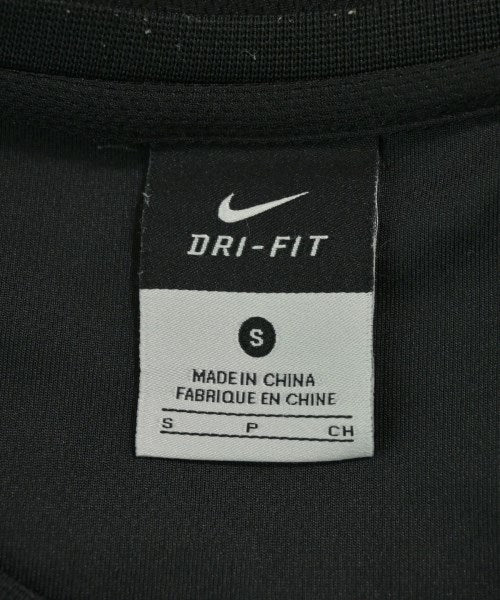 DRI-FIT
S
MADE IN CHINA
FABRIQUE EN CHINE
S P CH